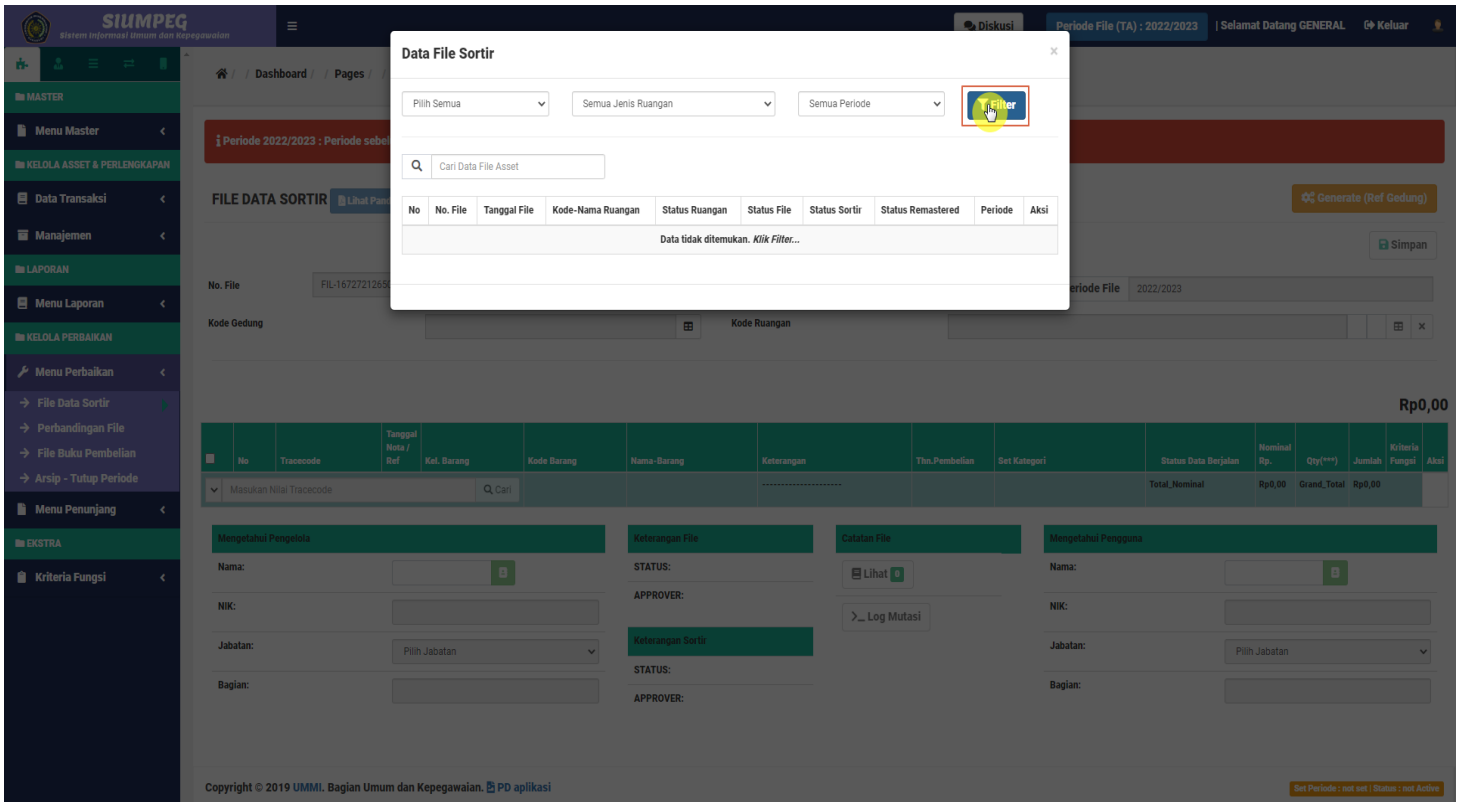 SIUMPEG
Sistem Informasi Umum dan Kepegawaian
Diskusi
Periode File (TA) : 2022/2023
| Selamat Datang GENERAL
Keluar
/ / Dashboard / / Pages / /
MASTER
Menu Master
KELOLA ASSET & PERLENGKAPAN
Data Transaksi
Manajemen
LAPORAN
Menu Laporan
KELOLA PERBAIKAN
Menu Perbaikan
File Data Sortir
Perbandingan File
File Buku Pembelian
Arsip - Tutup Periode
Menu Penunjang
EKSTRA
Kriteria Fungsi
Data File Sortir ×
Pilih Semua
Semua Jenis Ruangan
Semua Periode
Filter
Cari Data File Asset
No No. File Tanggal File Kode-Nama Ruangan Status Ruangan Status File Status Sortir Status Remastered Periode Aksi
Data tidak ditemukan. Klik Filter...
Periode 2022/2023 : Periode sebel
FILE DATA SORTIR Lihat Pand
Generate (Ref Gedung)
Simpan
No. File FIL-1672721265
eriode File 2022/2023
Kode Gedung Kode Ruangan ×
Rp0,00
No Tracecode Tanggal Nota / Ref Kel. Barang Kode Barang Nama-Barang Keterangan Thn.Pembelian Set Kategori Status Data Berjalan Nominal Rp. Qty(***) Jumlah Kriteria Fungsi Aksi
Masukan Nilai Tracecode Cari --------------------- Total_Nominal Rp0,00 Grand_Total Rp0,00
Mengetahui Pengelola
Nama:
NIK:
Jabatan: Pilih Jabatan
Bagian:
Keterangan File
STATUS:
APPROVER:
Keterangan Sortir
STATUS:
APPROVER:
Catatan File
Lihat 0
>_ Log Mutasi
Mengetahui Pengguna
Nama:
NIK:
Jabatan: Pilih Jabatan
Bagian:
Copyright © 2019 UMMI. Bagian Umum dan Kepegawaian. PD aplikasi
Set Periode : not set | Status : not Active